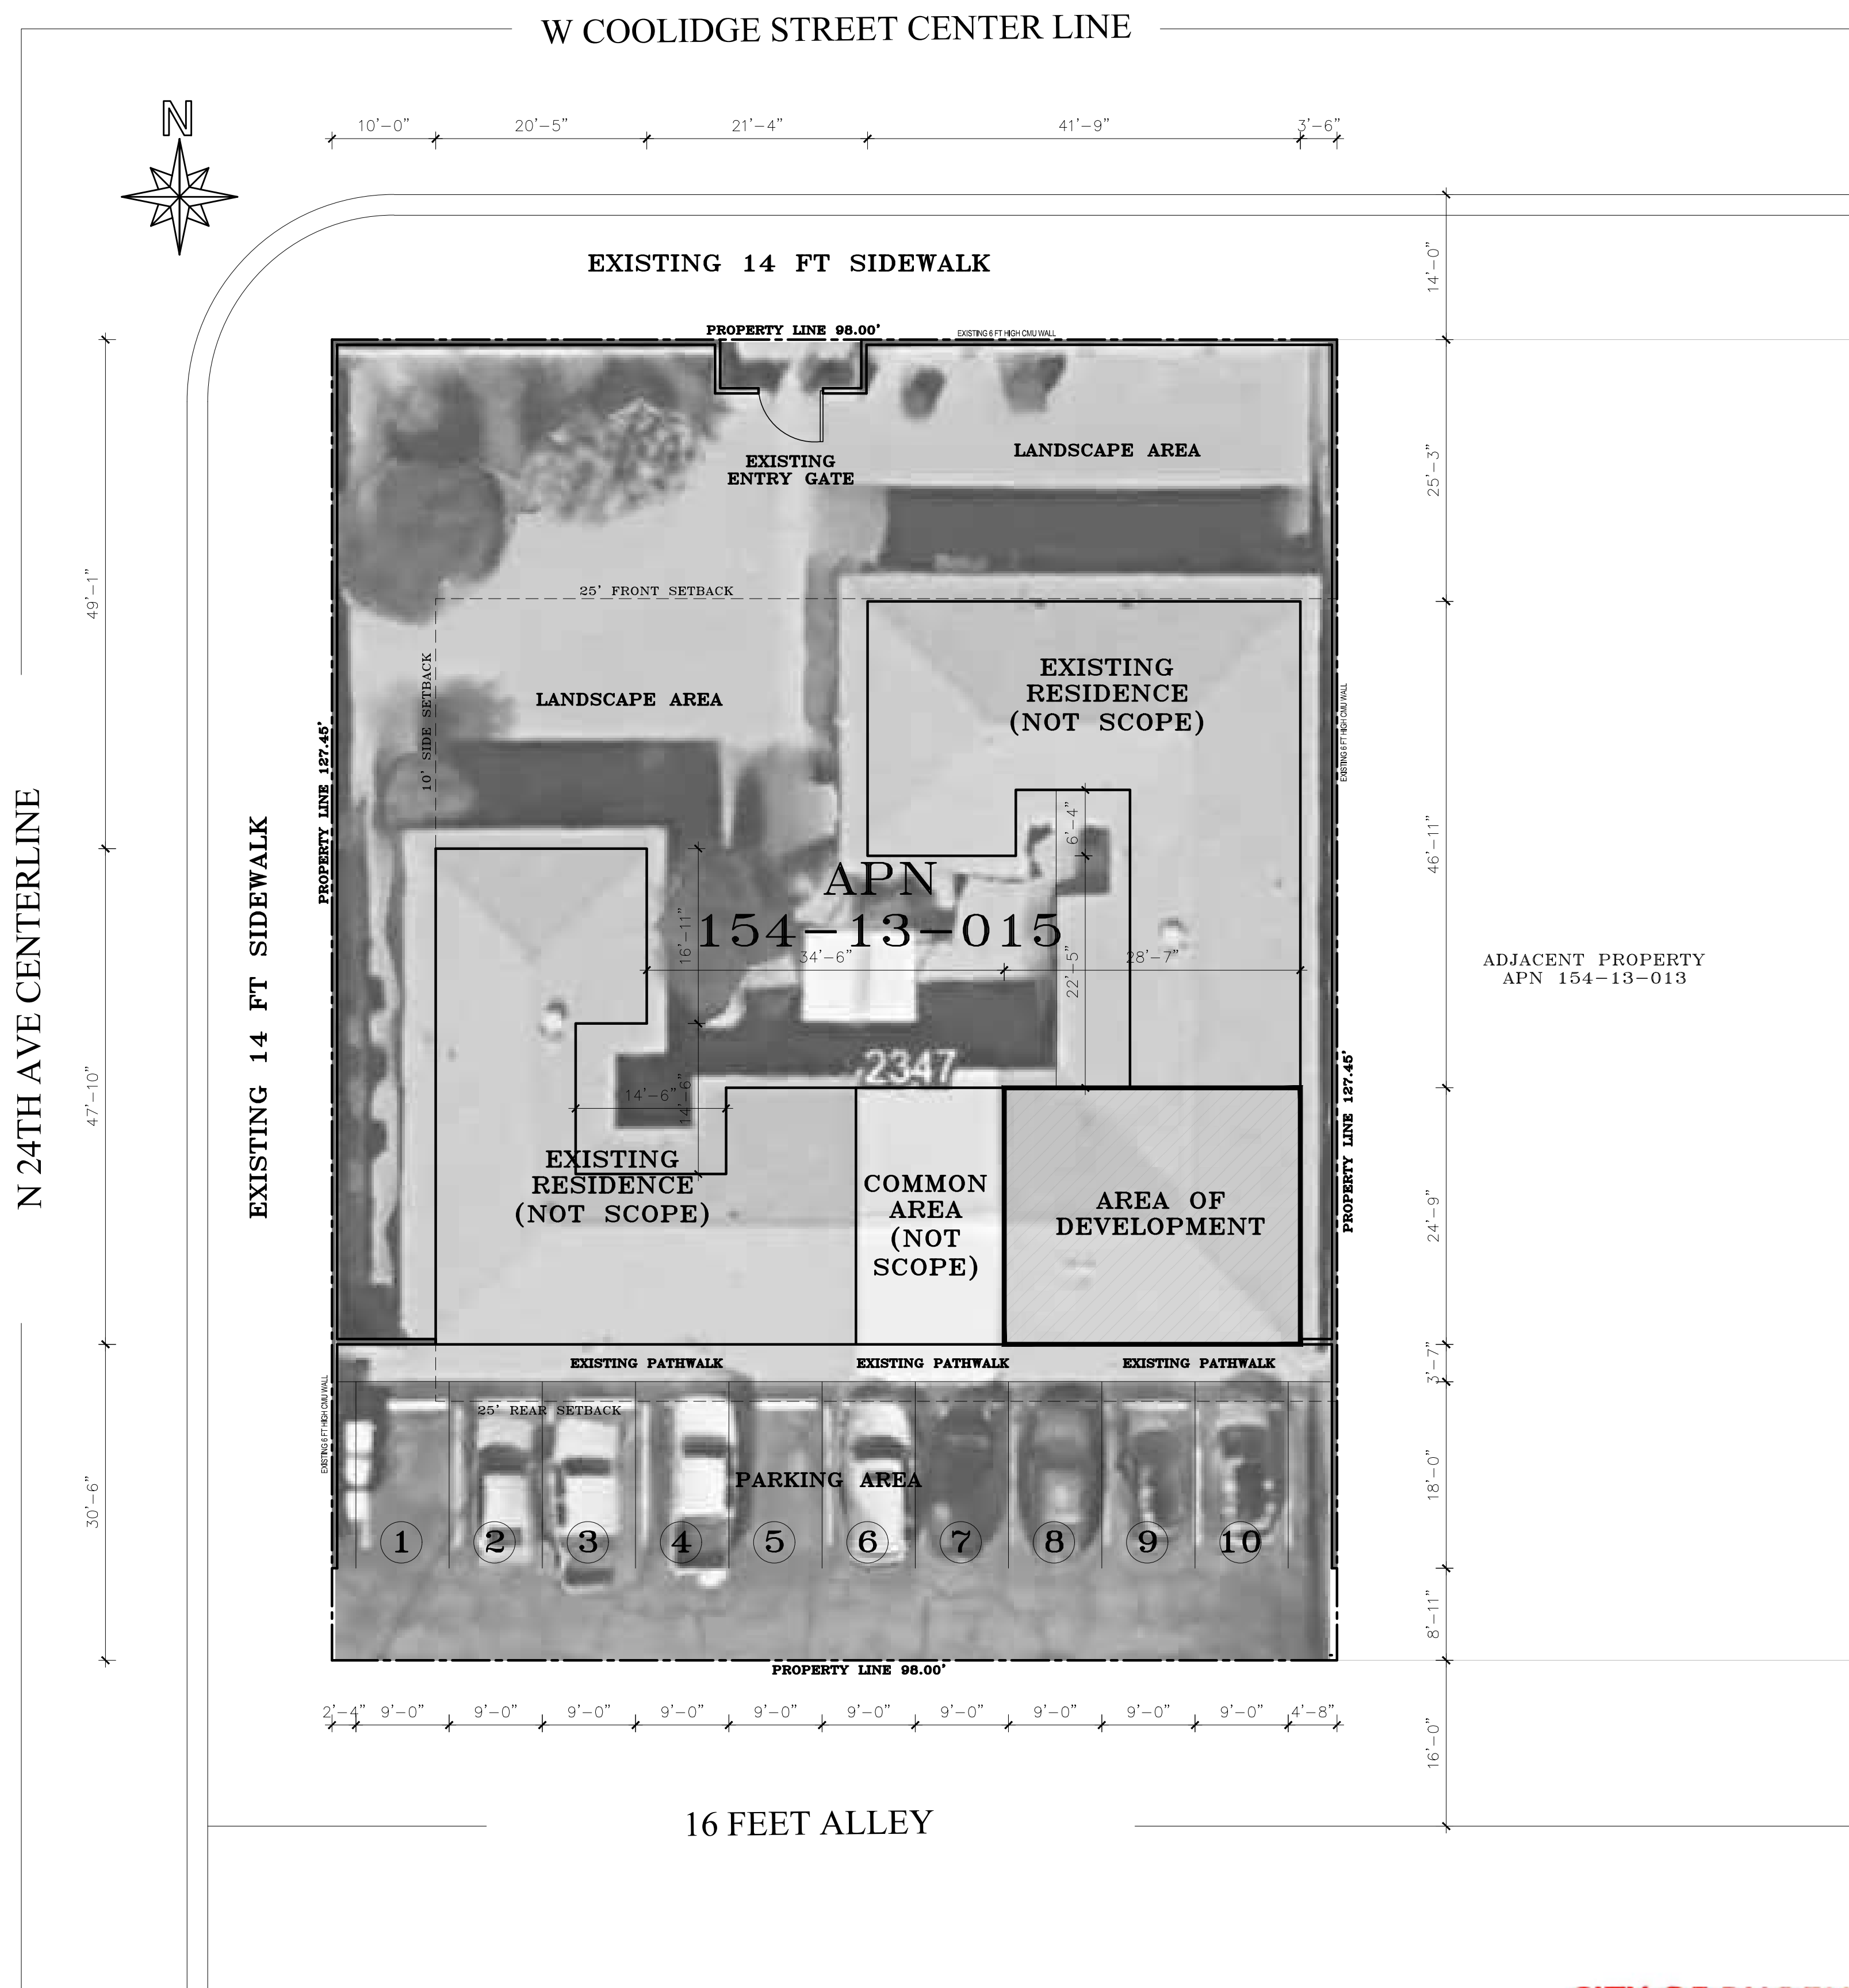 W COOLIDGE STREET CENTER LINE
N
10'-0" 20'-5" 21'-4" 41'-9" 3'-6"
EXISTING 14 FT SIDEWALK
14'-0"
PROPERTY LINE 98.00'
EXISTING 6 FT HIGH CMU WALL
EXISTING
ENTRY GATE
LANDSCAPE AREA
25'-3"
49'-1"
25' FRONT SETBACK
10' SIDE SETBACK
LANDSCAPE AREA
EXISTING
RESIDENCE
(NOT SCOPE)
EXISTING 6 FT HIGH CMU WALL
PROPERTY LINE 127.45'
N 24TH AVE CENTERLINE
EXISTING 14 FT SIDEWALK
6'-4"
46'-11"
APN
154-13-015
16'-11"
34'-6"
22'-5"
28'-7"
ADJACENT PROPERTY
APN 154-13-013
2347
47'-10"
14'-6"
14'-6"
EXISTING
RESIDENCE
(NOT SCOPE)
COMMON
AREA
(NOT
SCOPE)
AREA OF
DEVELOPMENT
PROPERTY LINE 127.45'
24'-9"
EXISTING PATHWALK EXISTING PATHWALK EXISTING PATHWALK
3'-7"
EXISTING 6 FT HIGH CMU WALL
25' REAR SETBACK
PARKING AREA
18'-0"
30'-6"
1 2 3 4 5 6 7 8 9 10
8'-11"
PROPERTY LINE 98.00'
2'-4" 9'-0" 9'-0" 9'-0" 9'-0" 9'-0" 9'-0" 9'-0" 9'-0" 9'-0" 9'-0" 4'-8"
16'-0"
16 FEET ALLEY